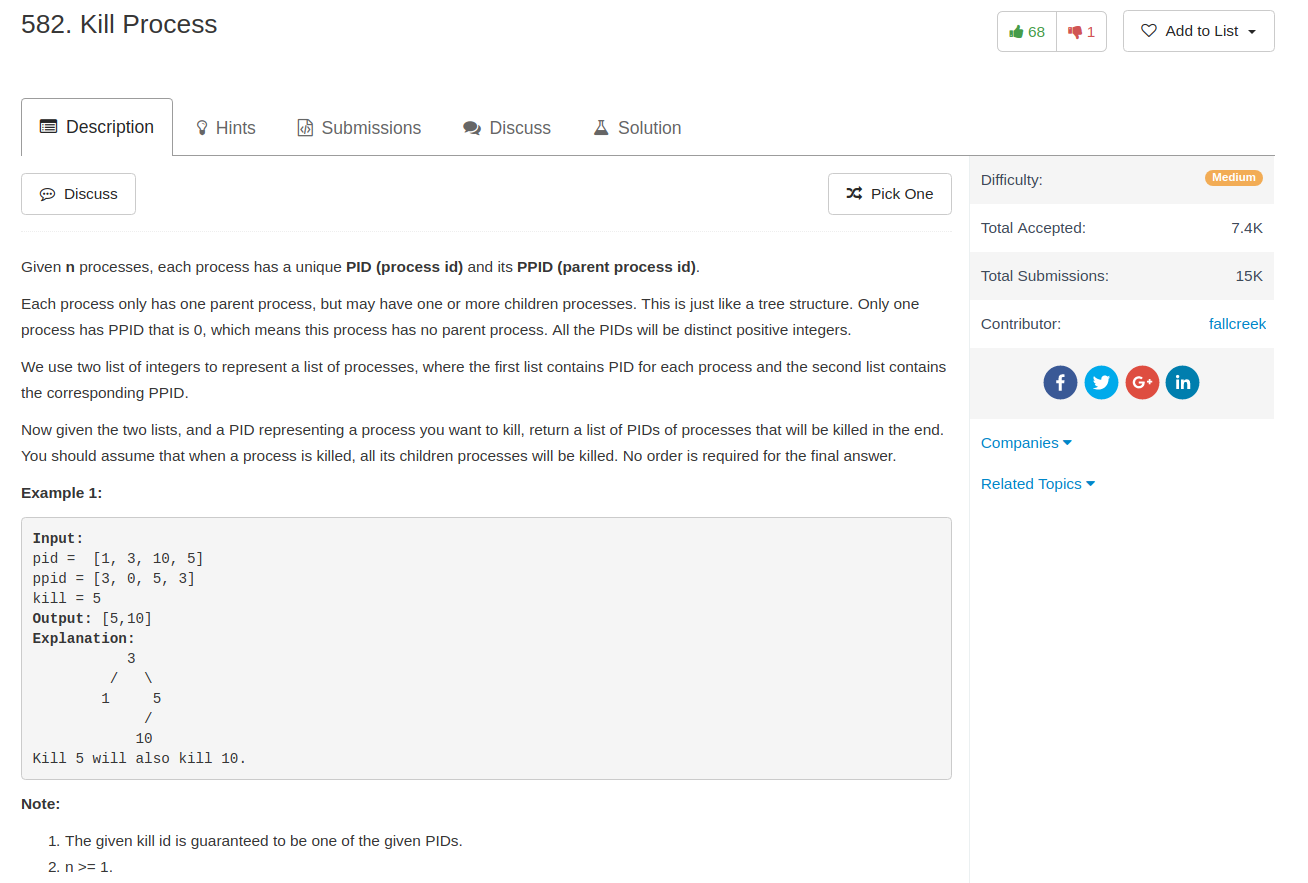 582. Kill Process
68
1
Add to List
Description
Hints
Submissions
Discuss
Solution
Discuss
Pick One
Difficulty:
Medium
Total Accepted:
7.4K
Total Submissions:
15K
Contributor:
fallcreek
f
G+
in
Companies
Related Topics
Given n processes, each process has a unique PID (process id) and its PPID (parent process id).
Each process only has one parent process, but may have one or more children processes. This is just like a tree structure. Only one
process has PPID that is 0, which means this process has no parent process. All the PIDs will be distinct positive integers.
We use two list of integers to represent a list of processes, where the first list contains PID for each process and the second list contains
the corresponding PPID.
Now given the two lists, and a PID representing a process you want to kill, return a list of PIDs of processes that will be killed in the end.
You should assume that when a process is killed, all its children processes will be killed. No order is required for the final answer.
Example 1:
Input:
pid =  [1, 3, 10, 5]
ppid = [3, 0, 5, 3]
kill = 5
Output: [5,10]
Explanation:
           3
         /   \
        1     5
             /
            10
Kill 5 will also kill 10.
Note:
1. The given kill id is guaranteed to be one of the given PIDs.
2. n >= 1.